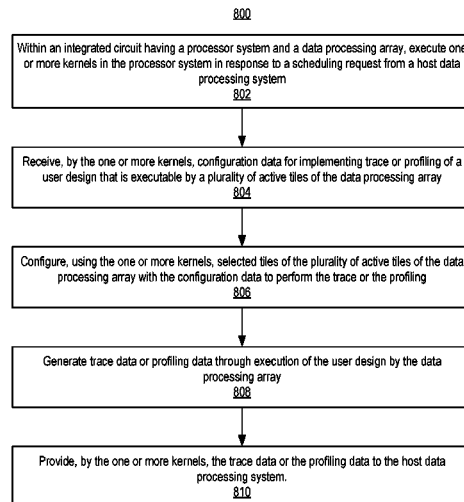 800
Within an integrated circuit having a processor system and a data processing array, execute one
or more kernels in the processor system in response to a scheduling request from a host data
processing system
802
Receive, by the one or more kernels, configuration data for implementing trace or profiling of a
user design that is executable by a plurality of active tiles of the data processing array
804
Configure, using the one or more kernels, selected tiles of the plurality of active tiles of the data
processing array with the configuration data to perform the trace or the profiling
806
Generate trace data or profiling data through execution of the user design by the data
processing array
808
Provide, by the one or more kernels, the trace data or the profiling data to the host data
processing system.
810